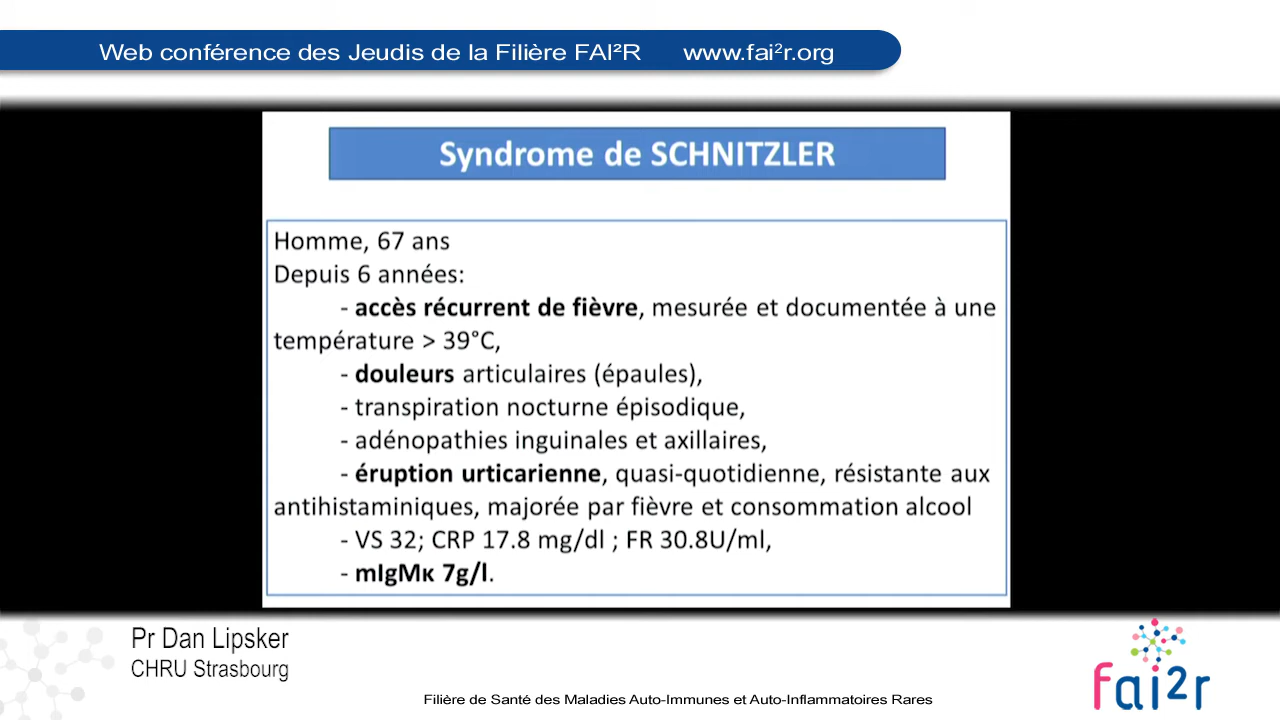 Web conférence des Jeudis de la Filière FAI²R www.fai²r.org
Syndrome de SCHNITZLER
Homme, 67 ans
Depuis 6 années:
- accès récurrent de fièvre, mesurée et documentée à une
température > 39°C,
- douleurs articulaires (épaules),
- transpiration nocturne épisodique,
- adénopathies inguinales et axillaires,
- éruption urticarienne, quasi-quotidienne, résistante aux
antihistaminiques, majorée par fièvre et consommation alcool
- VS 32; CRP 17.8 mg/dl ; FR 30.8U/ml,
- mIgMκ 7g/l.
Pr Dan Lipsker
CHRU Strasbourg
fai2r
Filière de Santé des Maladies Auto-Immunes et Auto-Inflammatoires Rares